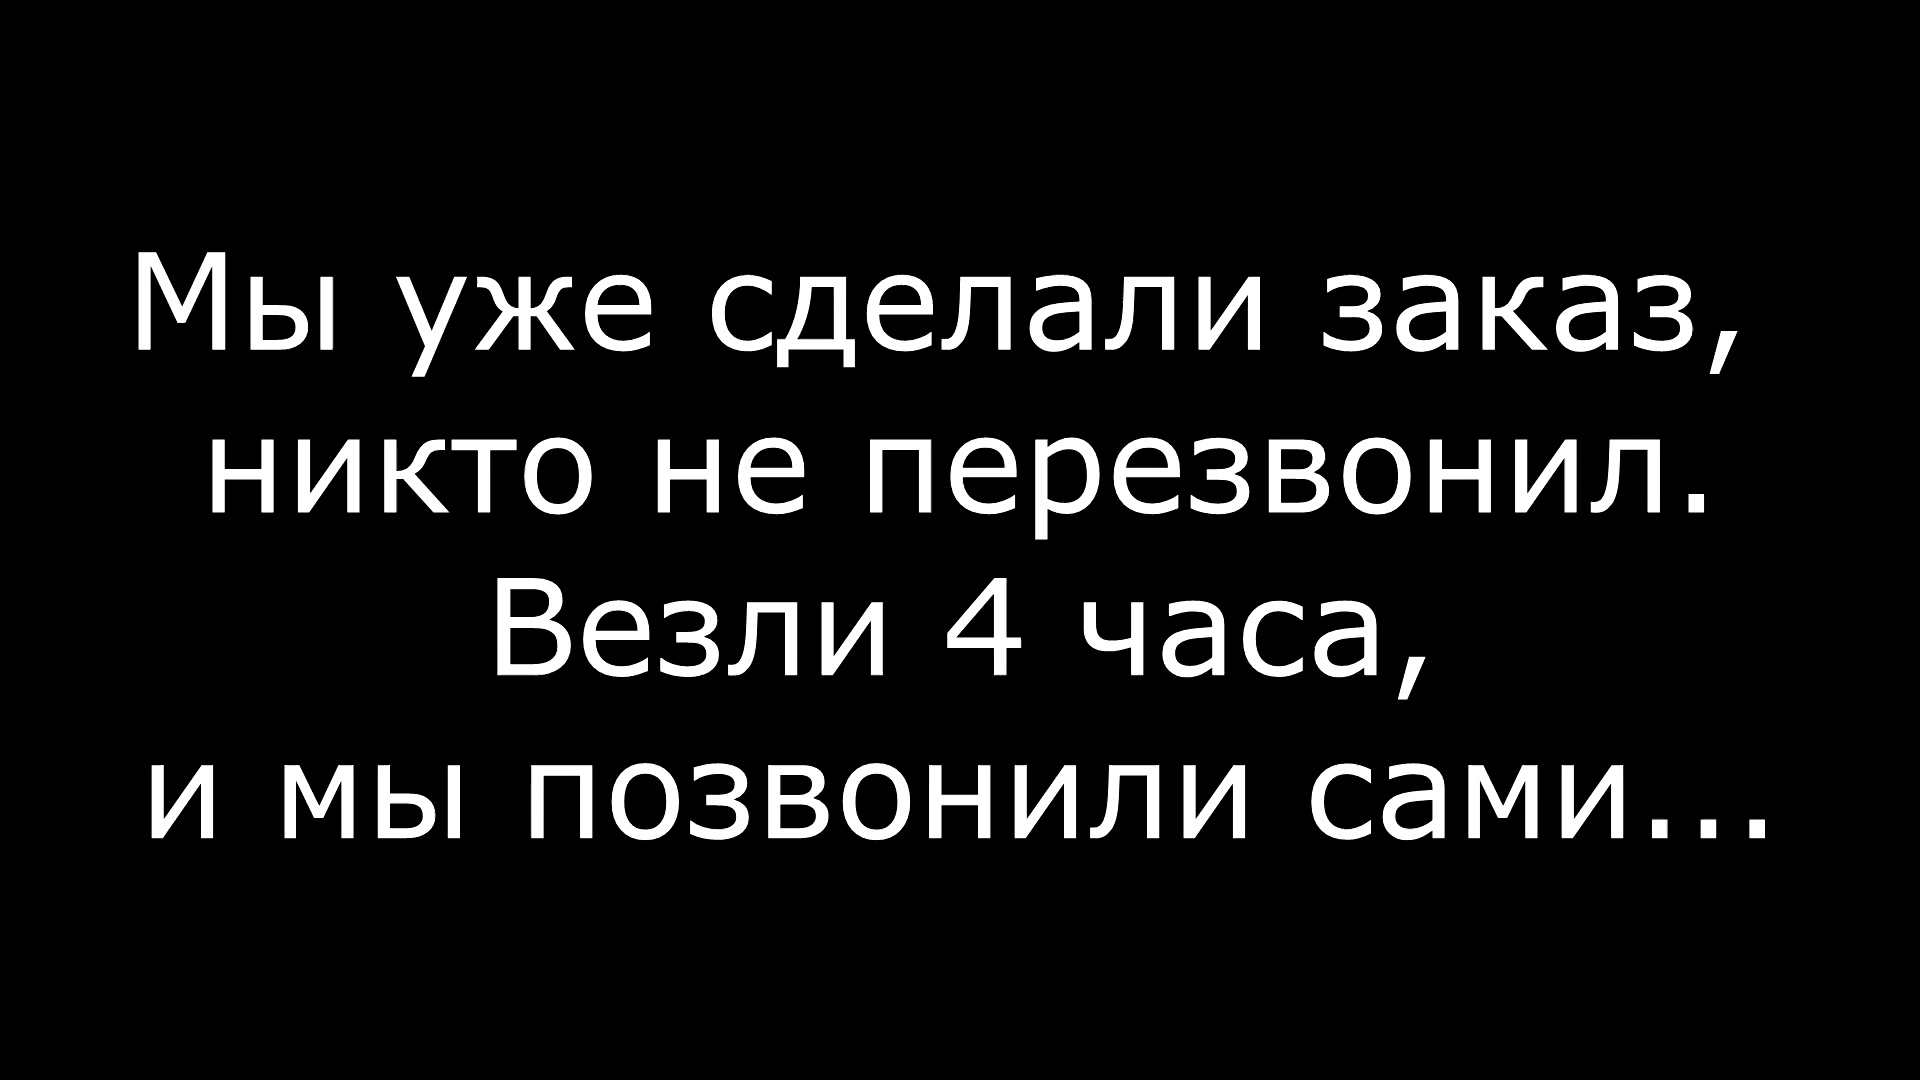 Мы уже сделали заказ,
никто не перезвонил.
Везли 4 часа,
и мы позвонили сами...